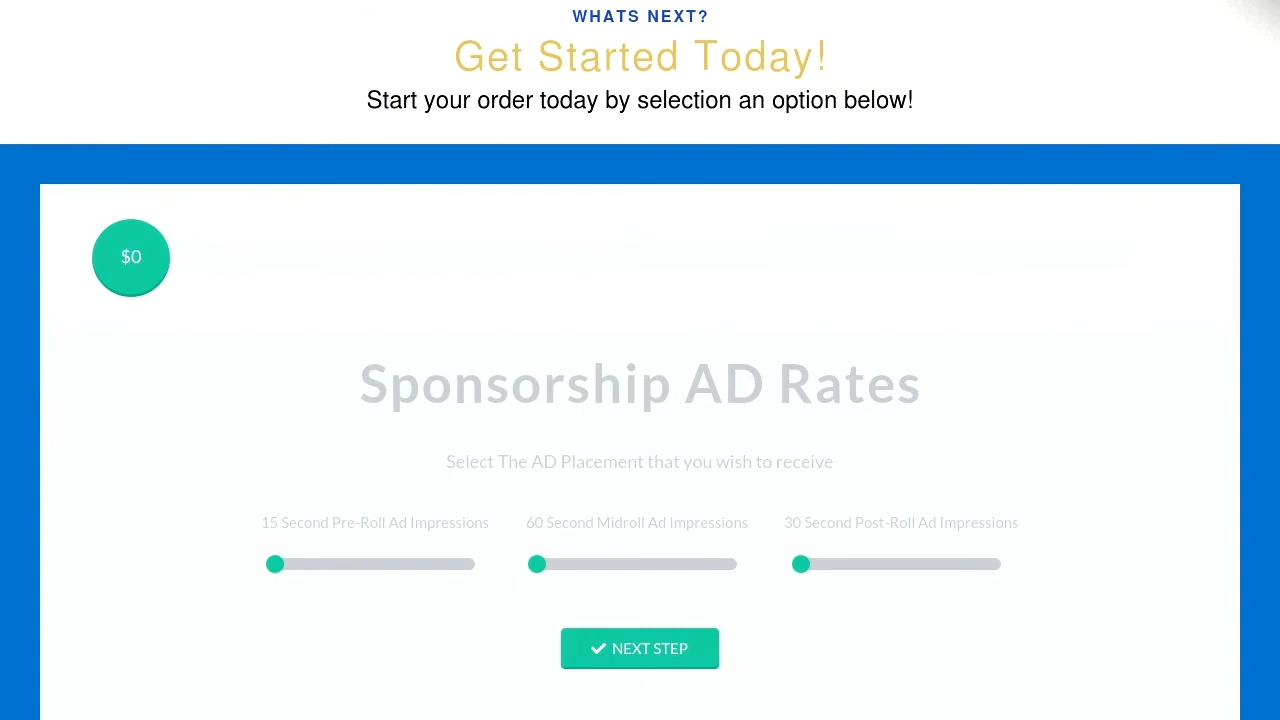 WHATS NEXT?
Get Started Today!
Start your order today by selection an option below!
$0
Sponsorship AD Rates
Select The AD Placement that you wish to receive
15 Second Pre-Roll Ad Impressions
60 Second Midroll Ad Impressions
30 Second Post-Roll Ad Impressions
NEXT STEP